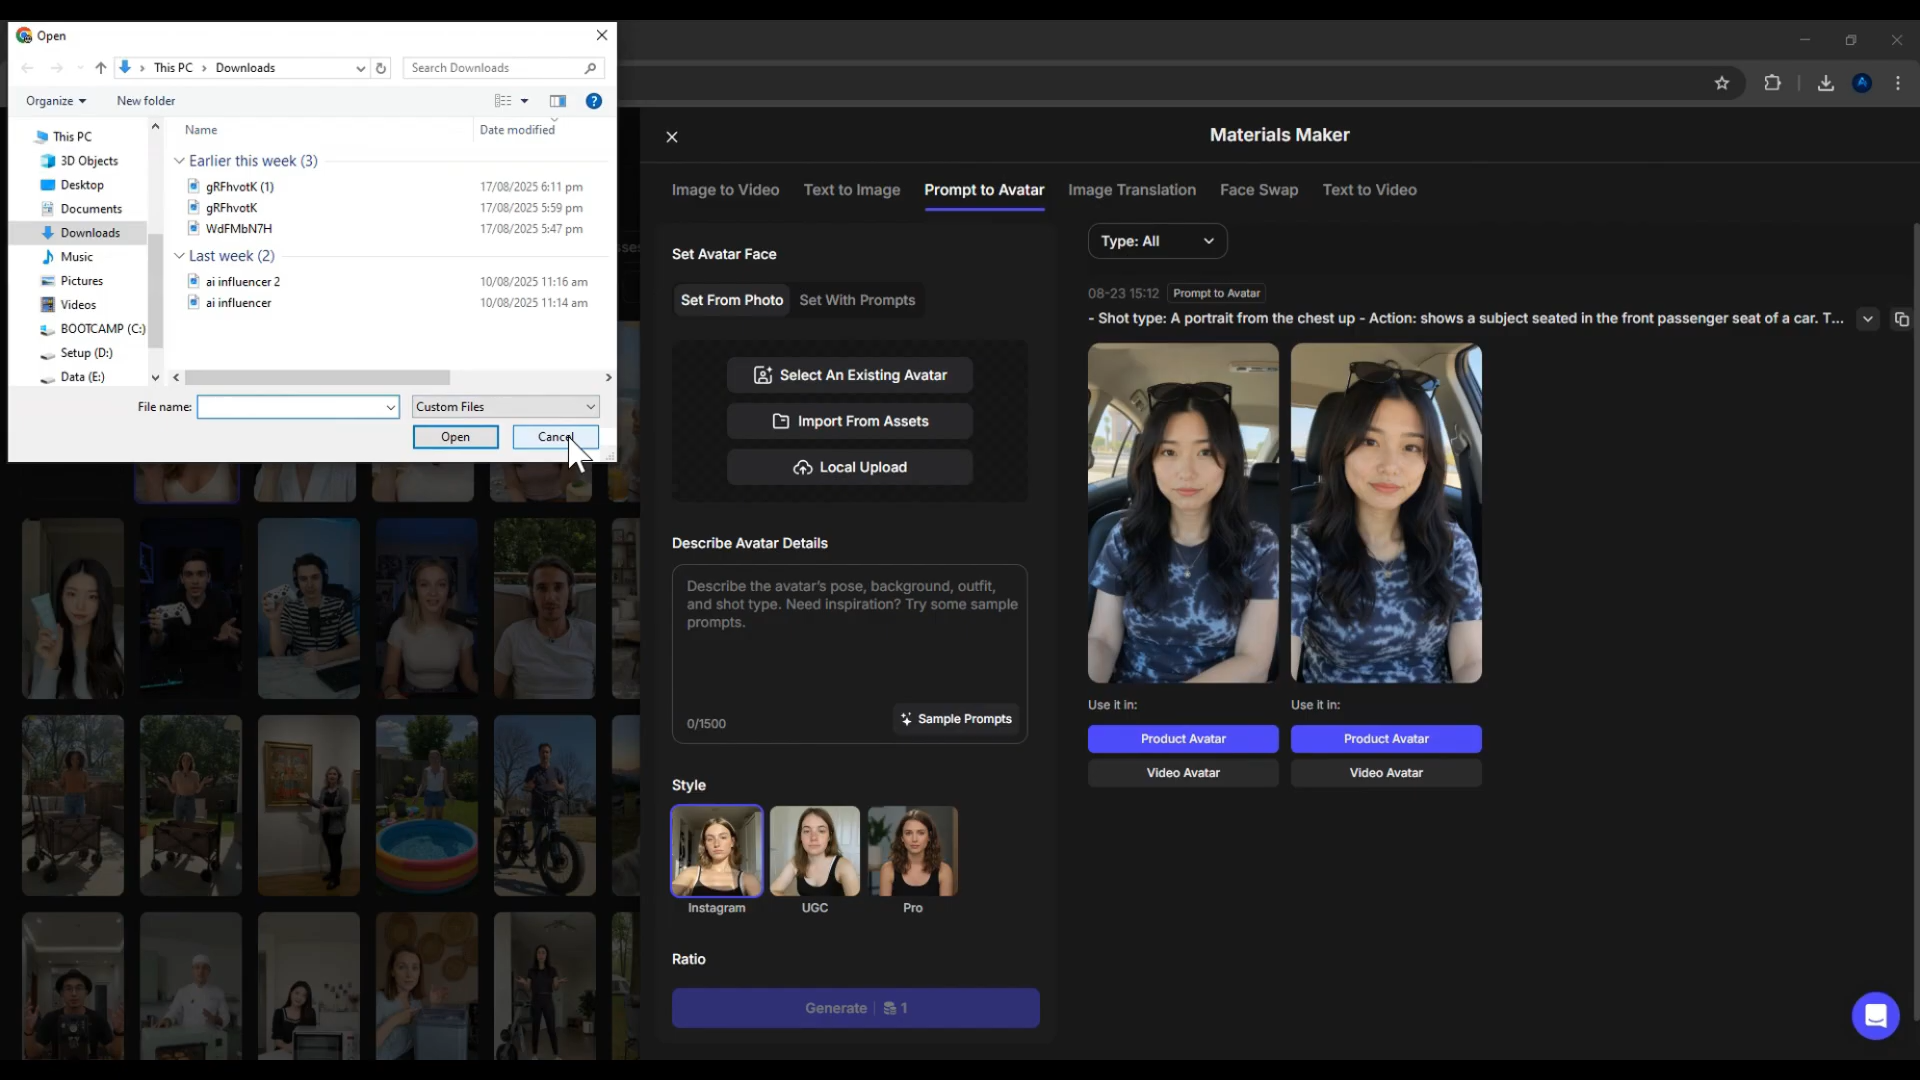 Open
This PC
Downloads
Search Downloads
Organize
New folder
This PC
3D Objects
Desktop
Documents
Downloads
Music
Pictures
Videos
BOOTCAMP (C:)
Setup (D:)
Data (E:)
Name
Date modified
Earlier this week (3)
gRFhvotK (1)
17/08/2025 6:11 pm
gRFhvotK
17/08/2025 5:59 pm
WdFMbN7H
17/08/2025 5:47 pm
Last week (2)
ai influencer 2
10/08/2025 11:16 am
ai influencer
10/08/2025 11:14 am
File name:
Custom Files
Open
Cancel
Materials Maker
Image to Video
Text to Image
Prompt to Avatar
Image Translation
Face Swap
Text to Video
Set Avatar Face
Set From Photo
Set With Prompts
Select An Existing Avatar
Import From Assets
Local Upload
Describe Avatar Details
Describe the avatar's pose, background, outfit,
and shot type. Need inspiration? Try some sample
prompts.
0/1500
Sample Prompts
Style
Instagram
UGC
Pro
Ratio
Generate
1
Type: All
08-23 15:12
Prompt to Avatar
- Shot type: A portrait from the chest up - Action: shows a subject seated in the front passenger seat of a car. T...
Use it in:
Use it in:
Product Avatar
Product Avatar
Video Avatar
Video Avatar